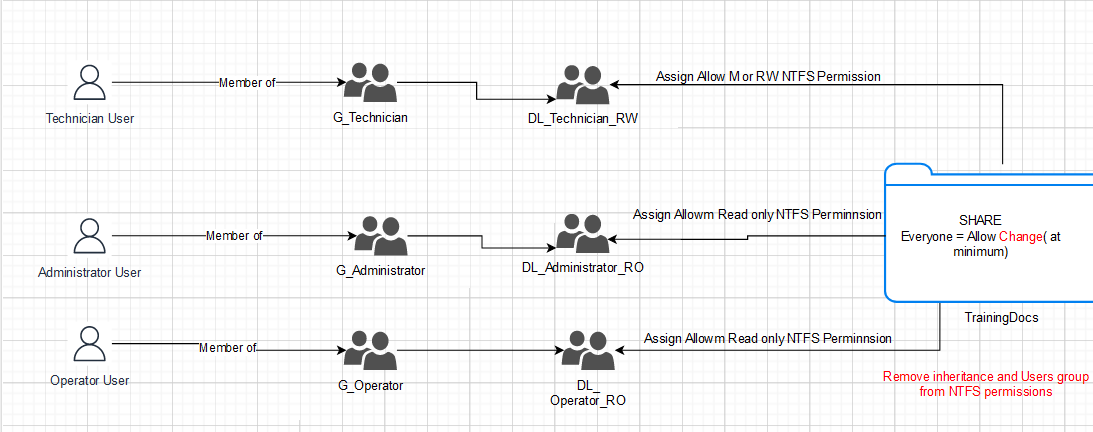 Assign Allow M or RW NTFS Permission
Member of
Technician User
G_Technician
DL_Technician_RW
Assign Allowm Read only NTFS Perminnsion
Member of
Administrator User
G_Administrator
DL_Administrator_RO
SHARE
Everyone = Allow Change( at
minimum)
TrainingDocs
Assign Allowm Read only NTFS Perminnsion
Member of
Operator User
G_Operator
DL_
Operator_RO
Remove inheritance and Users group
from NTFS permissions